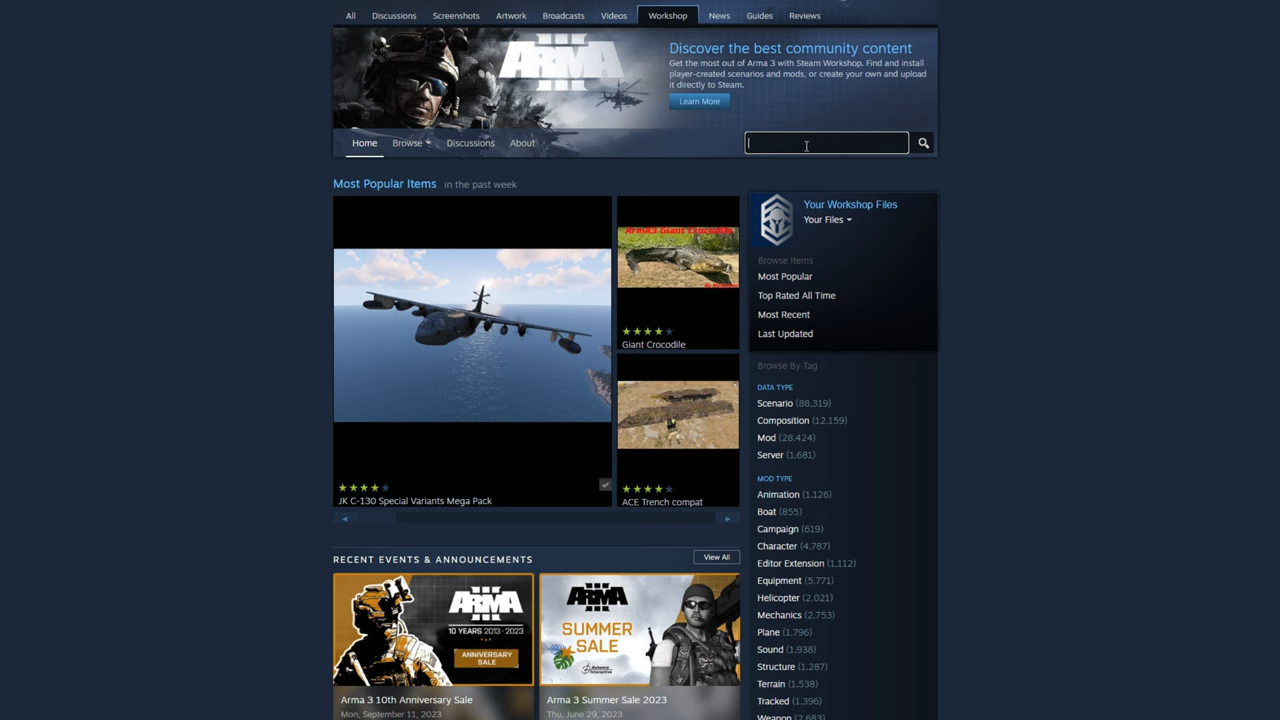 All Discussions Screenshots Artwork Broadcasts Videos Workshop News Guides Reviews
ARMA III
Discover the best community content
Get the most out of Arma 3 with Steam Workshop. Find and install
player-created scenarios and mods, or create your own and upload
it directly to Steam.
Learn More
Home Browse Discussions About
Most Popular Items in the past week
JK C-130 Special Variants Mega Pack
ArmA3 Giant Crocodile
Giant Crocodile
ACE Trench compat
Your Workshop Files
Your Files
Browse Items
Most Popular
Top Rated All Time
Most Recent
Last Updated
Browse By Tag
DATA TYPE
Scenario (88,319)
Composition (12,159)
Mod (28,424)
Server (1,681)
MOD TYPE
Animation (1,126)
Boat (855)
Campaign (619)
Character (4,787)
Editor Extension (1,112)
Equipment (5,771)
Helicopter (2,021)
Mechanics (2,753)
Plane (1,796)
Sound (1,938)
Structure (1,287)
Terrain (1,538)
Tracked (1,396)
Weapon (2,683)
RECENT EVENTS & ANNOUNCEMENTS View All
ARMA III
10 YEARS 2013-2023
ANNIVERSARY
SALE
Arma 3 10th Anniversary Sale
Mon, September 11, 2023
ARMA III
SUMMER
SALE
Bohemia
Interactive
Arma 3 Summer Sale 2023
Thu, June 29, 2023